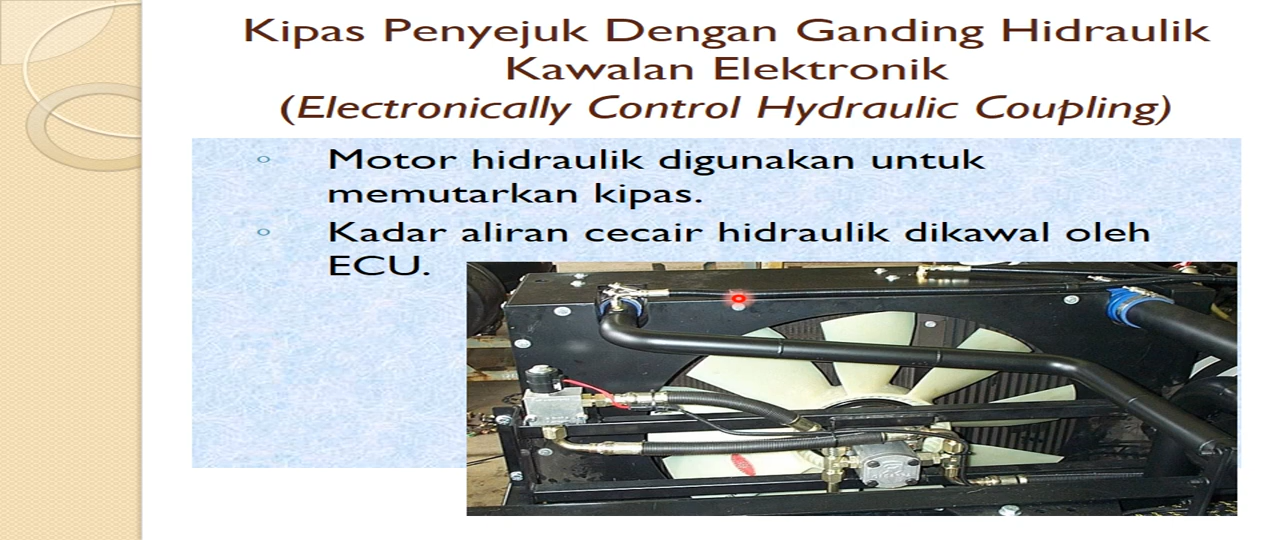 Kipas Penyejuk Dengan Ganding Hidraulik
Kawalan Elektronik
(Electronically Control Hydraulic Coupling)
Motor hidraulik digunakan untuk
memutarkan kipas.
Kadar aliran cecair hidraulik dikawal oleh
ECU.